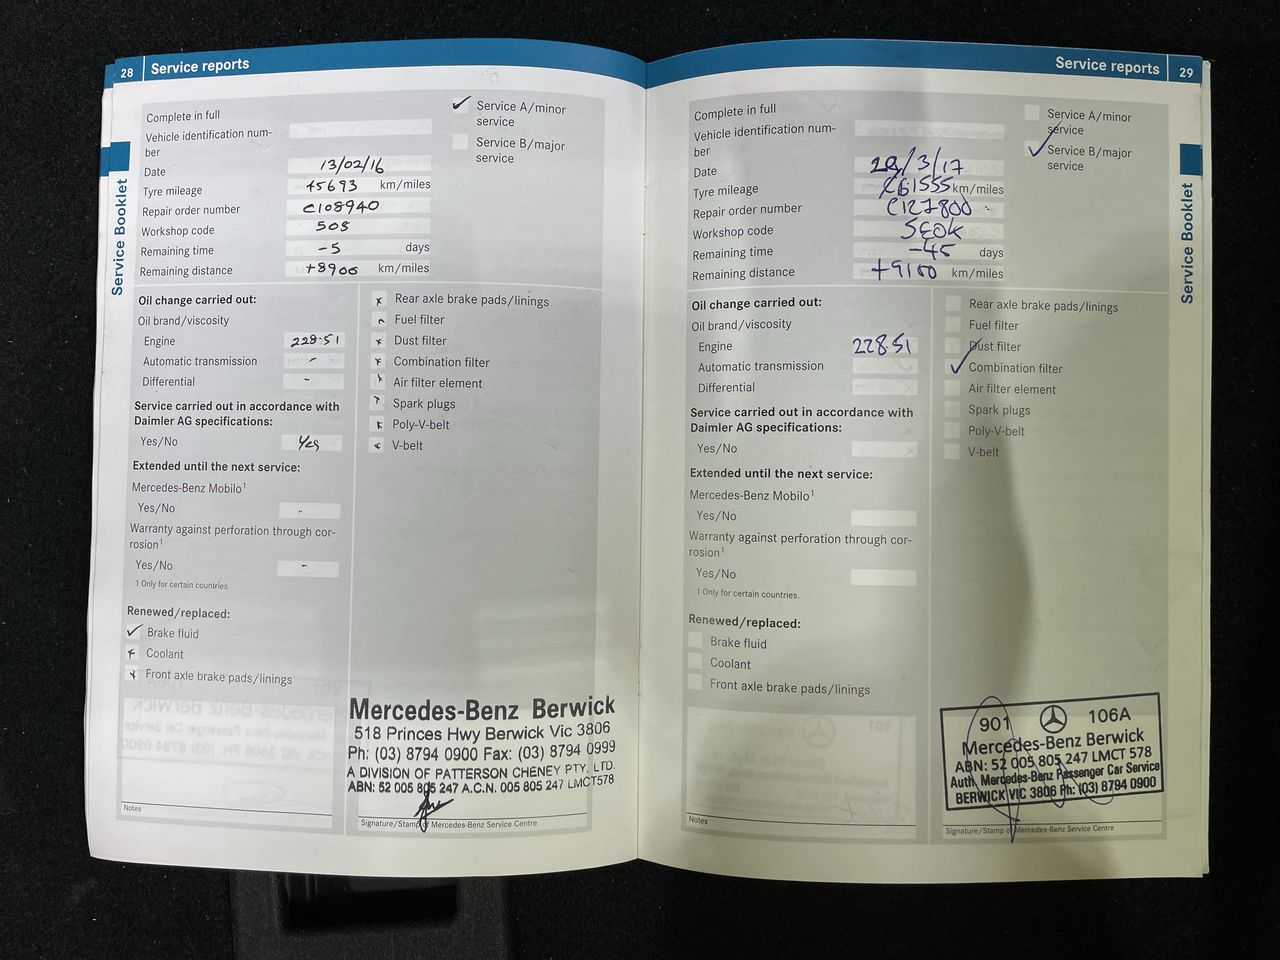 28 Service reports
Complete in full
Vehicle identification num-
ber
Date 13/02/16
Tyre mileage 45693 km/miles
Repair order number C108940
Workshop code 505
Remaining time -5 days
Remaining distance +8900 km/miles
✓ Service A/minor
service
Service B/major
service
Service Booklet
Oil change carried out:
Oil brand/viscosity
Engine 228.51
Automatic transmission -
Differential -
Service carried out in accordance with
Daimler AG specifications:
Yes/No Yes
Extended until the next service:
Mercedes-Benz Mobilo¹
Yes/No -
Warranty against perforation through cor-
rosion¹
Yes/No -
¹ Only for certain countries.
Renewed/replaced:
✓ Brake fluid
x Coolant
x Front axle brake pads/linings
x Rear axle brake pads/linings
Fuel filter
x Dust filter
x Combination filter
x Air filter element
x Spark plugs
x Poly-V-belt
x V-belt
Mercedes-Benz Berwick
518 Princes Hwy Berwick Vic 3806
Ph: (03) 8794 0900 Fax: (03) 8794 0999
A DIVISION OF PATTERSON CHENEY PTY. LTD.
ABN: 52 005 805 247 A.C.N. 005 805 247 LMCT578
Notes
Signature/Stamp of Mercedes-Benz Service Centre
Service reports 29
Complete in full
Vehicle identification num-
ber
Date /3/17
Tyre mileage 61555 km/miles
Repair order number C127800
Workshop code
Remaining time -45 days
Remaining distance +9100 km/miles
Service A/minor
service
✓ Service B/major
service
Service Booklet
Oil change carried out:
Oil brand/viscosity
Engine 228.51
Automatic transmission
Differential
Service carried out in accordance with
Daimler AG specifications:
Yes/No
Extended until the next service:
Mercedes-Benz Mobilo¹
Yes/No
Warranty against perforation through cor-
rosion¹
Yes/No
¹ Only for certain countries.
Renewed/replaced:
Brake fluid
Coolant
Front axle brake pads/linings
Rear axle brake pads/linings
Fuel filter
Dust filter
✓ Combination filter
Air filter element
Spark plugs
Poly-V-belt
V-belt
901 106A
Mercedes-Benz Berwick
ABN: 52 005 805 247 LMCT 578
Auth. Mercedes-Benz Passenger Car Service
BERWICK VIC 3806 Ph: (03) 8794 0900
Notes
Signature/Stamp of Mercedes-Benz Service Centre